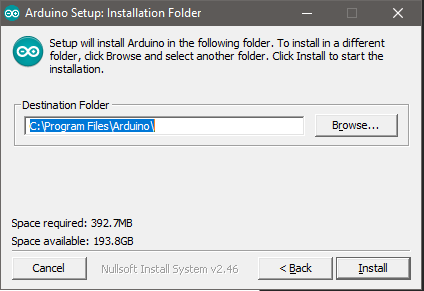 Arduino Setup: Installation Folder
Setup will install Arduino in the following folder. To install in a different
folder, click Browse and select another folder. Click Install to start the
installation.
Destination Folder
C:\Program Files\Arduino\
Browse...
Space required: 392.7MB
Space available: 193.8GB
Cancel
Nullsoft Install System v2.46
< Back
Install